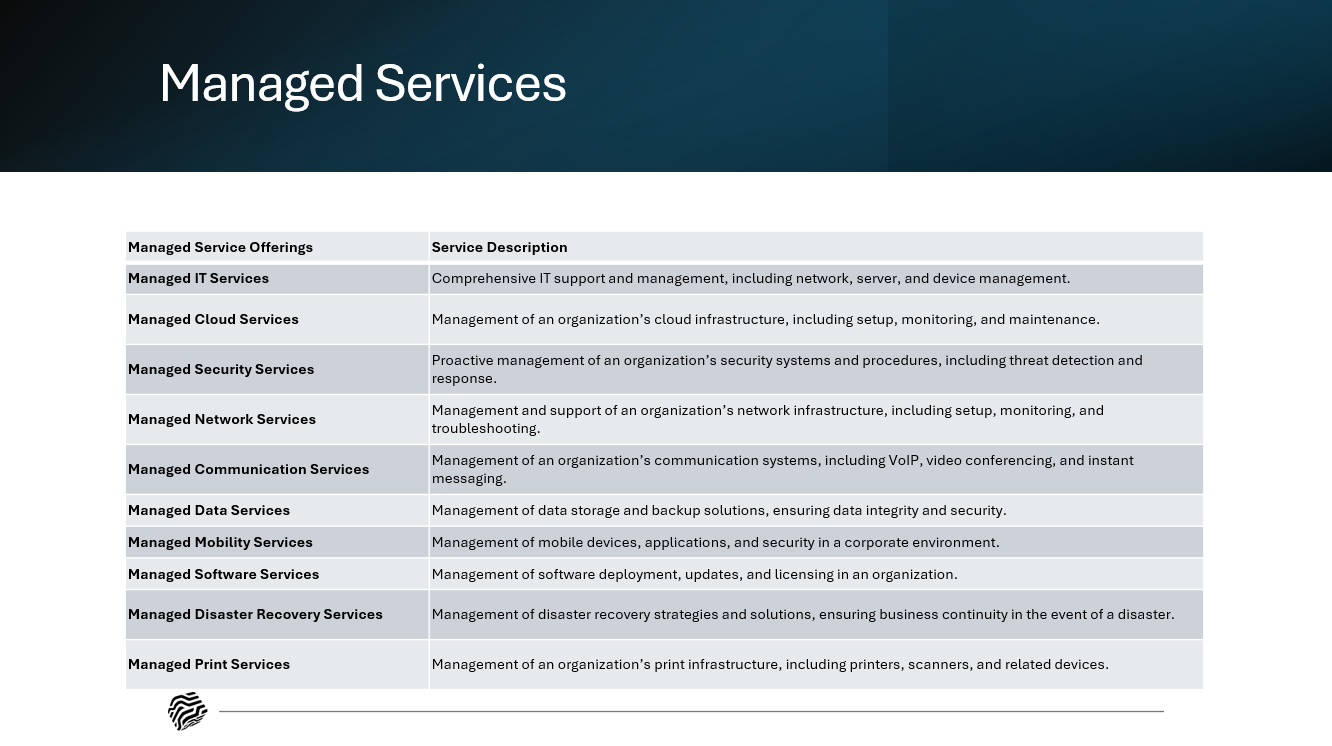 Managed Services
Managed Service Offerings
Service Description
Managed IT Services
Comprehensive IT support and management, including network, server, and device management.
Managed Cloud Services
Management of an organization’s cloud infrastructure, including setup, monitoring, and maintenance.
Managed Security Services
Proactive management of an organization’s security systems and procedures, including threat detection and
response.
Managed Network Services
Management and support of an organization’s network infrastructure, including setup, monitoring, and
troubleshooting.
Managed Communication Services
Management of an organization’s communication systems, including VoIP, video conferencing, and instant
messaging.
Managed Data Services
Management of data storage and backup solutions, ensuring data integrity and security.
Managed Mobility Services
Management of mobile devices, applications, and security in a corporate environment.
Managed Software Services
Management of software deployment, updates, and licensing in an organization.
Managed Disaster Recovery Services
Management of disaster recovery strategies and solutions, ensuring business continuity in the event of a disaster.
Managed Print Services
Management of an organization’s print infrastructure, including printers, scanners, and related devices.